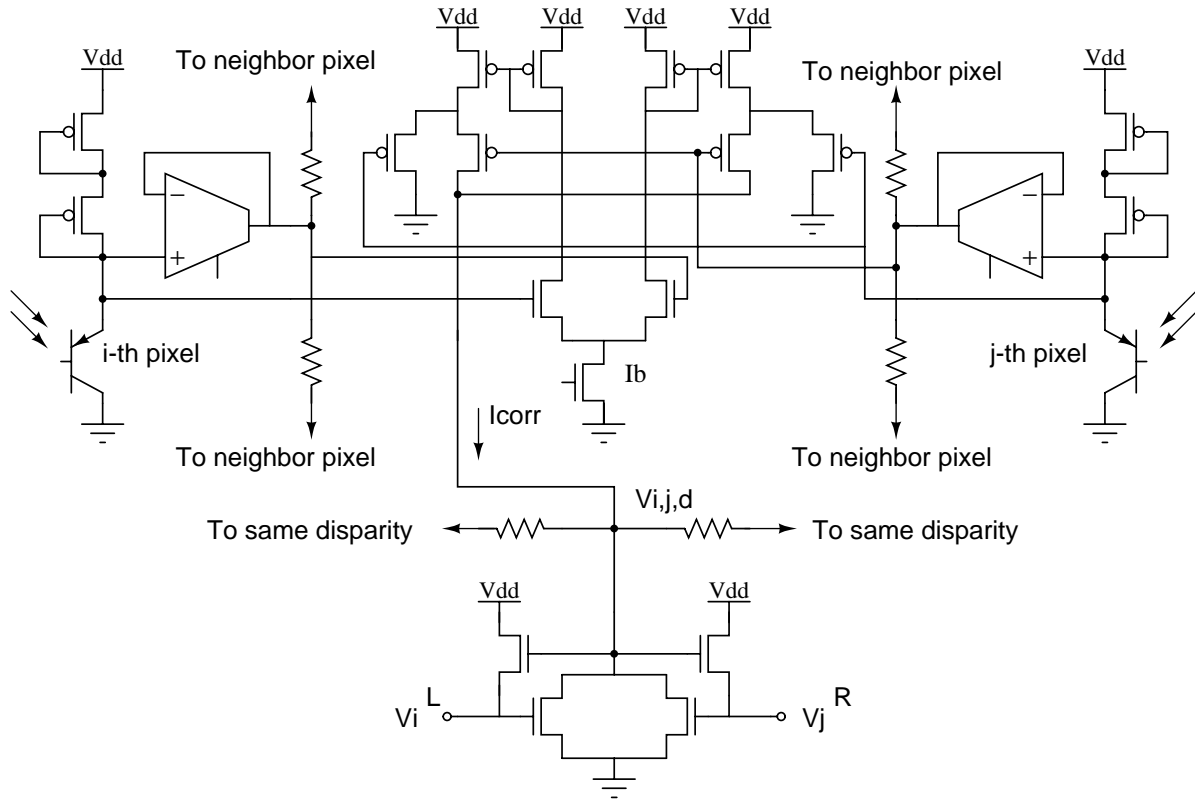 Vdd Vdd Vdd Vdd
Vdd To neighbor pixel To neighbor pixel Vdd
− −
+ +
i-th pixel Ib j-th pixel
Icorr
To neighbor pixel To neighbor pixel
Vi,j,d
To same disparity To same disparity
Vdd Vdd
Vi L Vj R